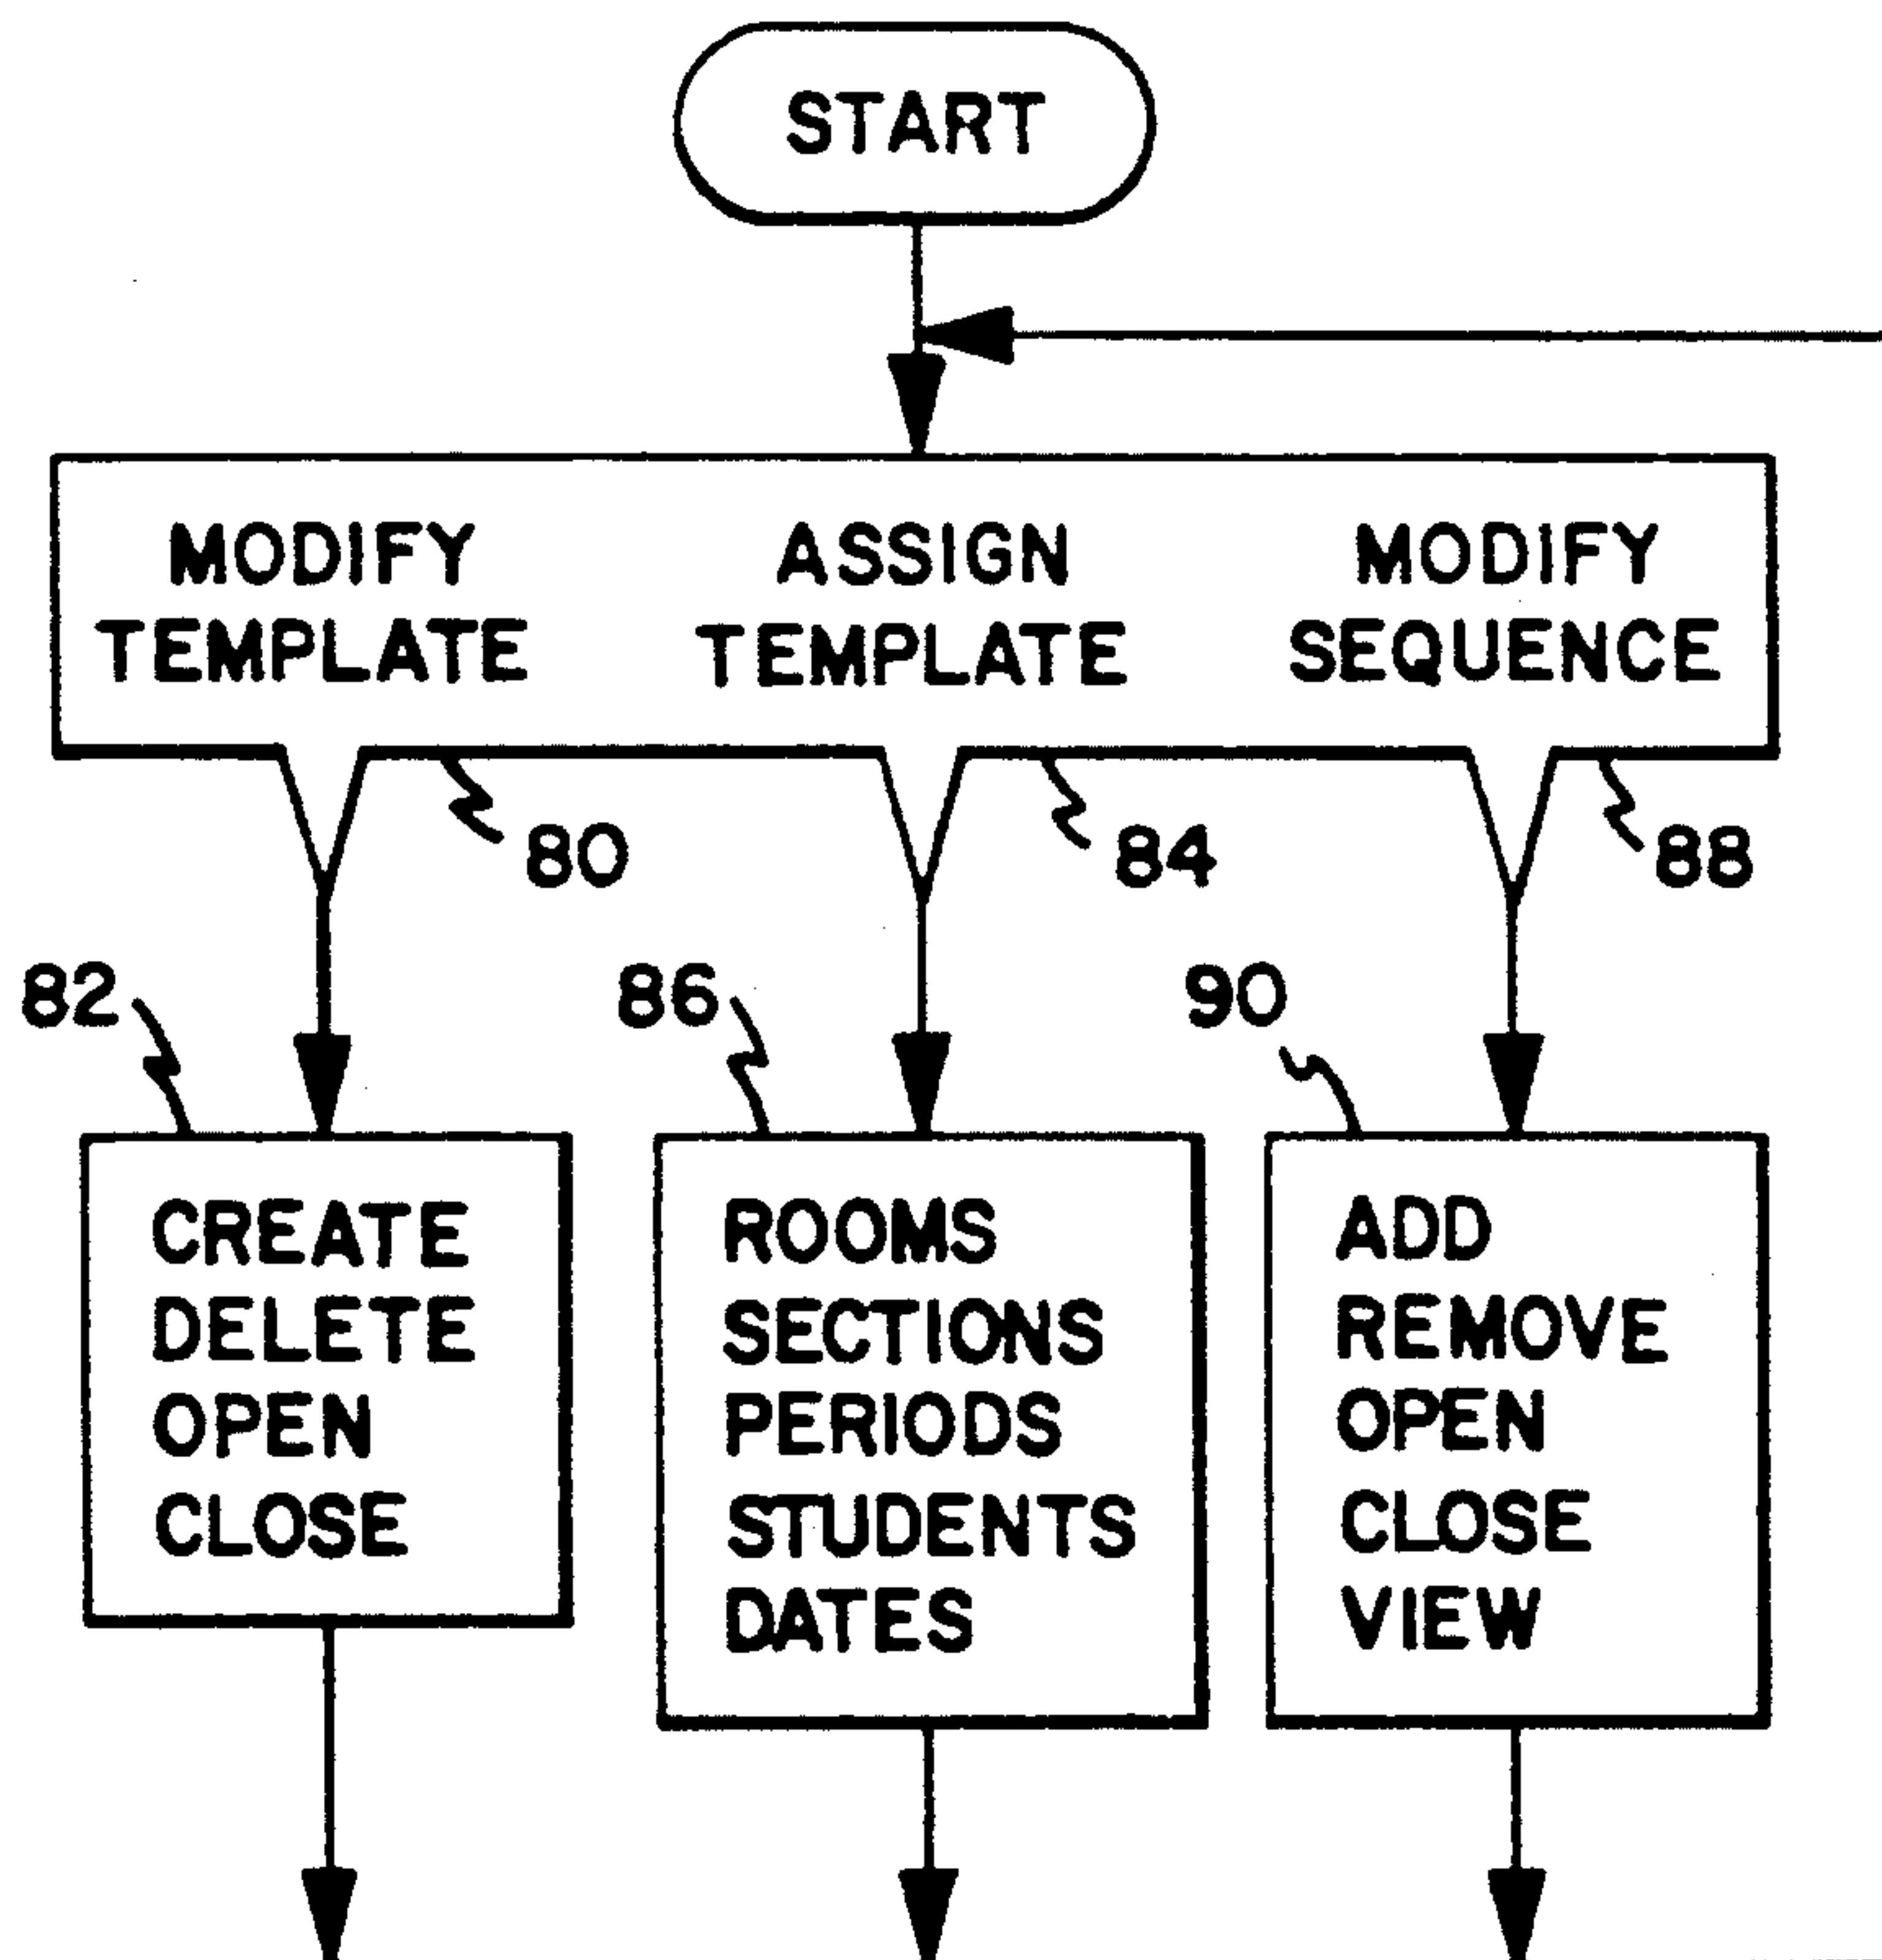 START
MODIFY TEMPLATE
ASSIGN TEMPLATE
MODIFY SEQUENCE
80
84
88
82
86
90
CREATE
DELETE
OPEN
CLOSE
ROOMS
SECTIONS
PERIODS
STUDENTS
DATES
ADD
REMOVE
OPEN
CLOSE
VIEW